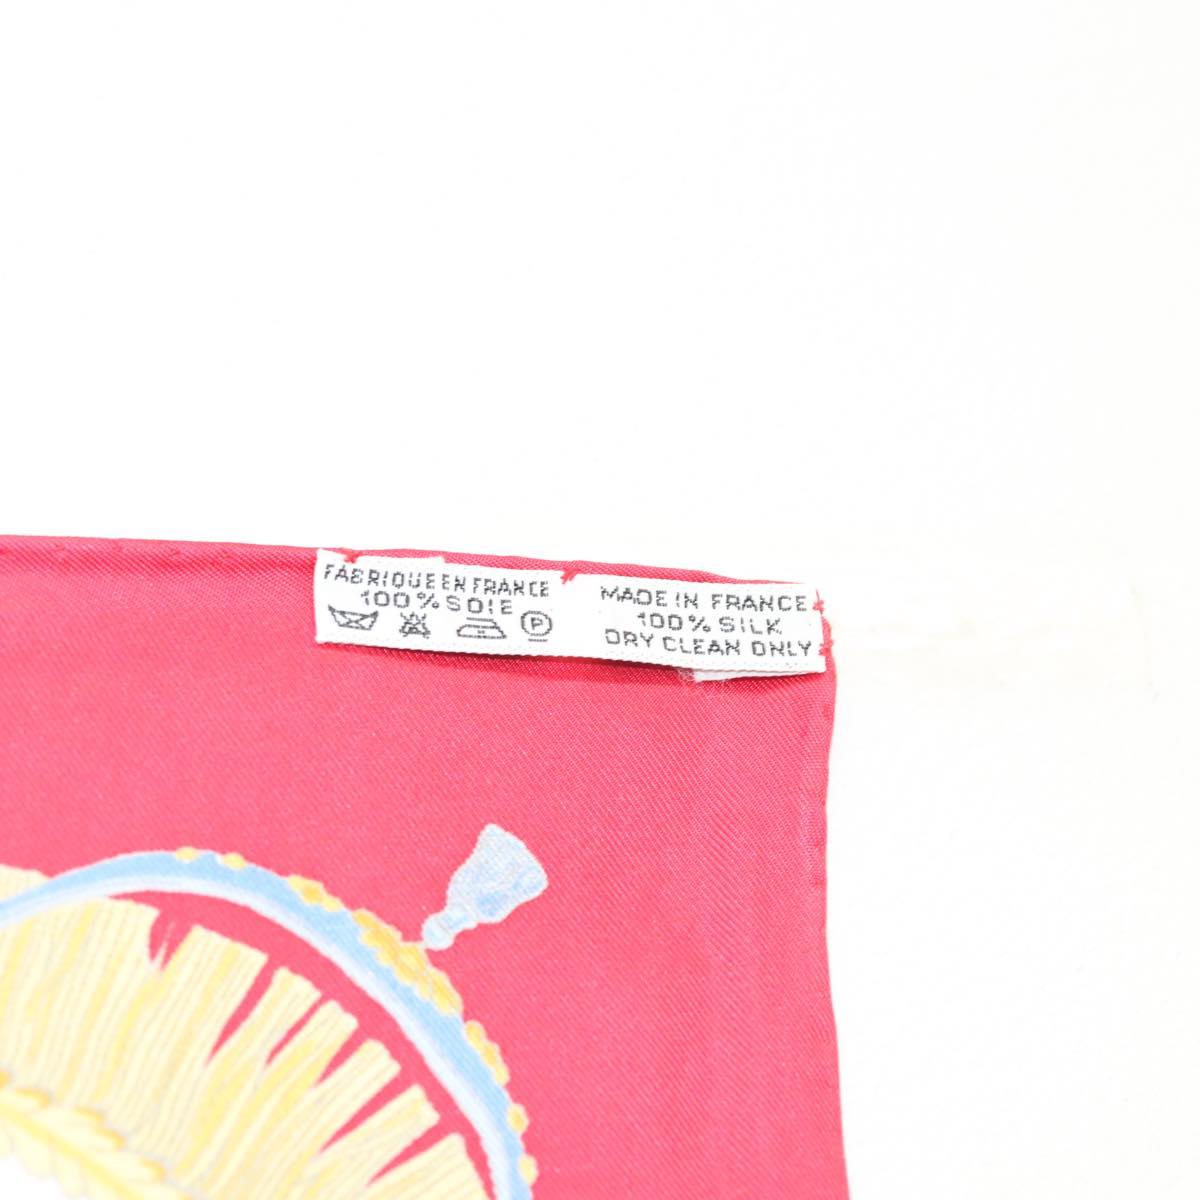 FABRIQUE EN FRANCE
100% SOIE
P
MADE IN FRANCE
100% SILK
DRY CLEAN ONLY